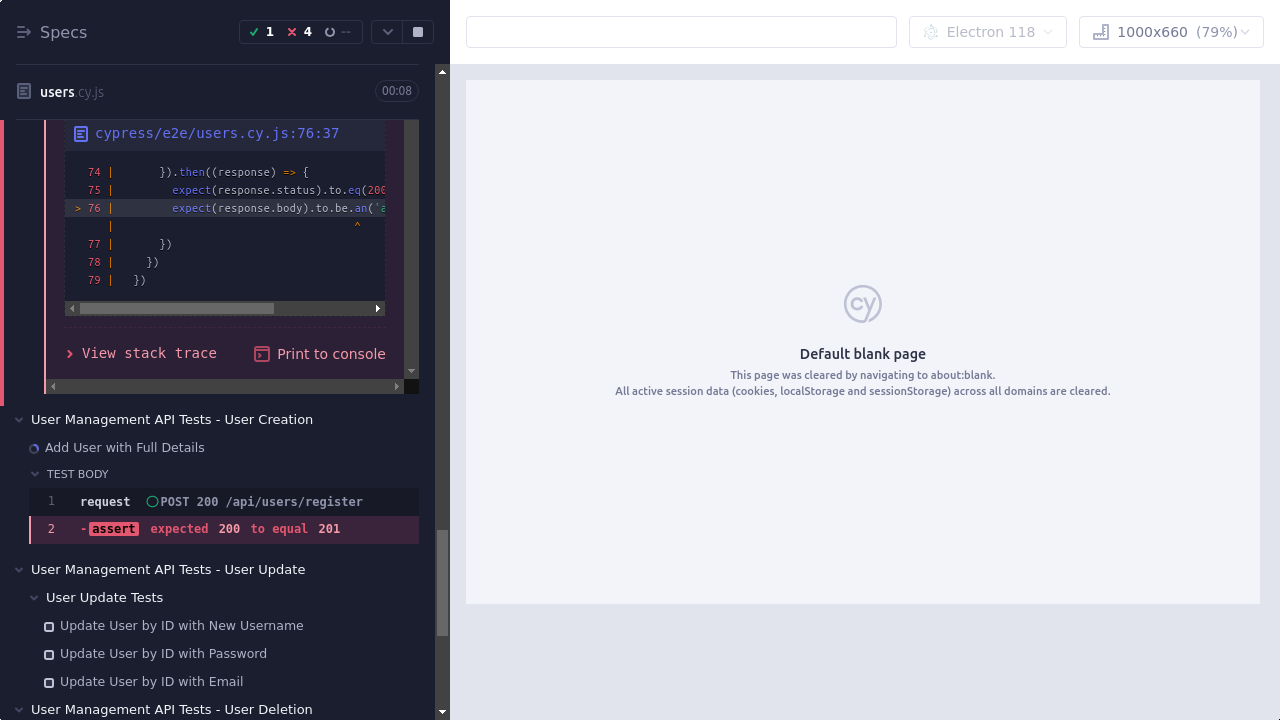 Specs
1
4
--
Electron 118
1000x660 (79%)
users.cy.js
00:08
cypress/e2e/users.cy.js:76:37
74 | }).then((response) => {
75 | expect(response.status).to.eq(200
> 76 | expect(response.body).to.be.an('a
| ^
77 | })
78 | })
79 | })
View stack trace
Print to console
User Management API Tests - User Creation
Add User with Full Details
TEST BODY
1 request POST 200 /api/users/register
2 -assert expected 200 to equal 201
User Management API Tests - User Update
User Update Tests
Update User by ID with New Username
Update User by ID with Password
Update User by ID with Email
User Management API Tests - User Deletion
cy
Default blank page
This page was cleared by navigating to about:blank.
All active session data (cookies, localStorage and sessionStorage) across all domains are cleared.